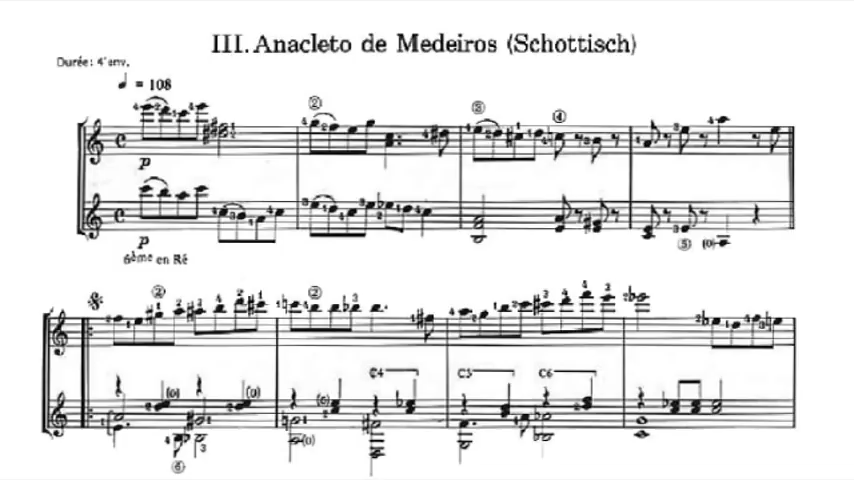 III. Anacleto de Medeiros (Schottisch)
Durée: 4'env.
♩ = 108
p
p
6ème en Ré
C4 C5 C6